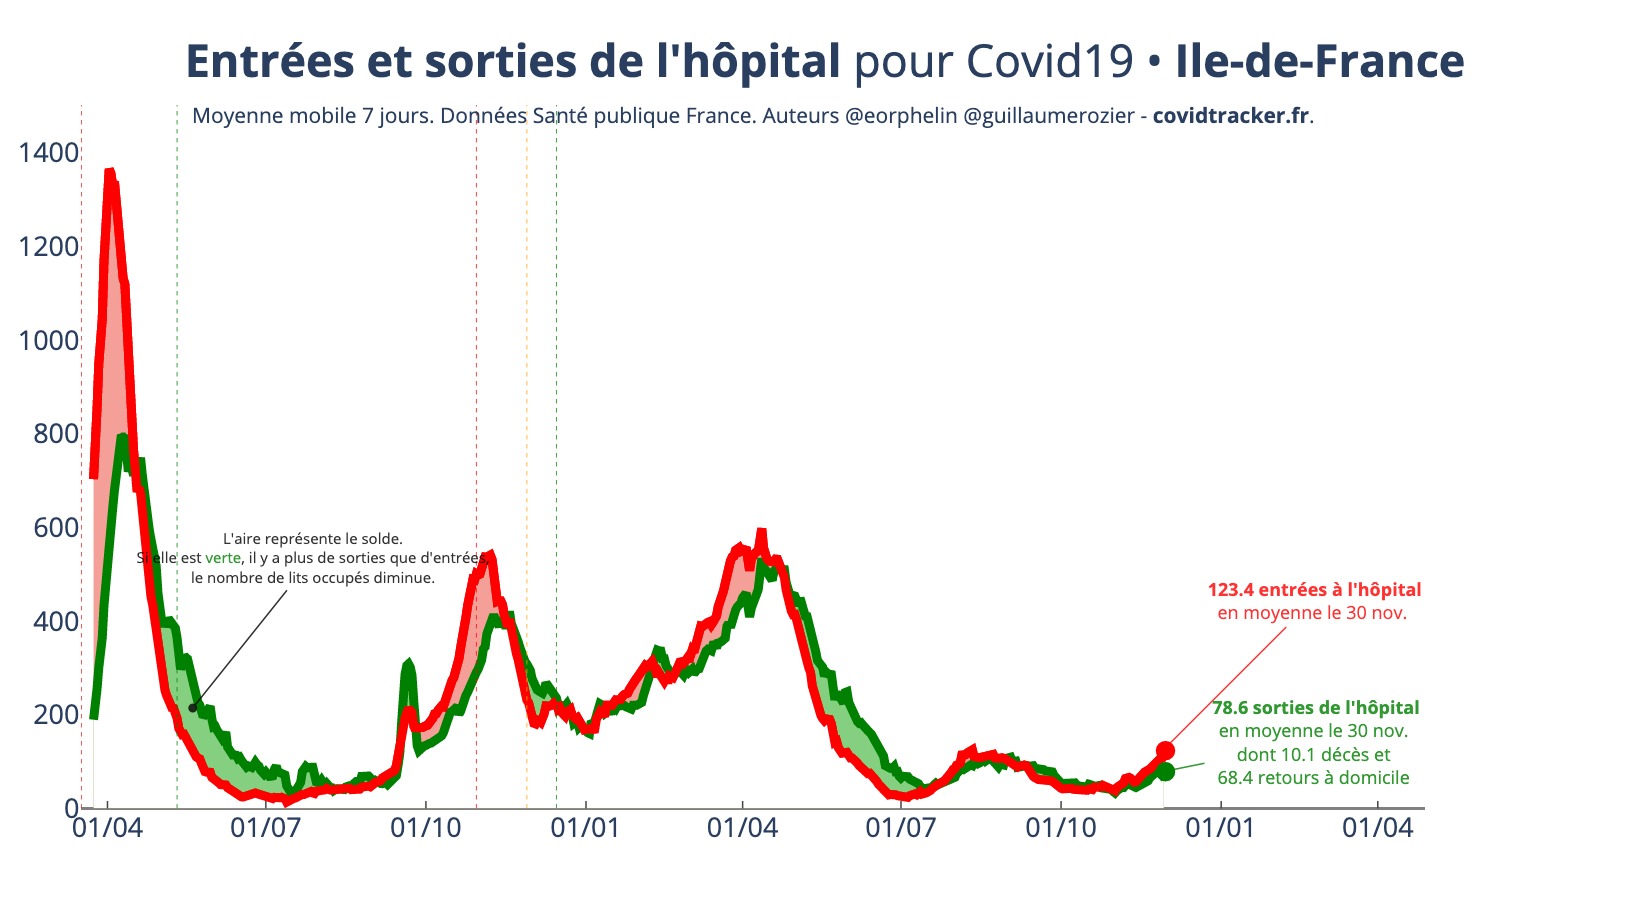 Entrées et sorties de l'hôpital pour Covid19 • Ile-de-France
Moyenne mobile 7 jours. Données Santé publique France. Auteurs @eorphelin @guillaumerozier - covidtracker.fr.
1400
1200
1000
800
600
400
200
0
L'aire représente le solde.
Si elle est verte, il y a plus de sorties que d'entrées,
le nombre de lits occupés diminue.
123.4 entrées à l'hôpital
en moyenne le 30 nov.
78.6 sorties de l'hôpital
en moyenne le 30 nov.
dont 10.1 décès et
68.4 retours à domicile
01/04 01/07 01/10 01/01 01/04 01/07 01/10 01/01 01/04